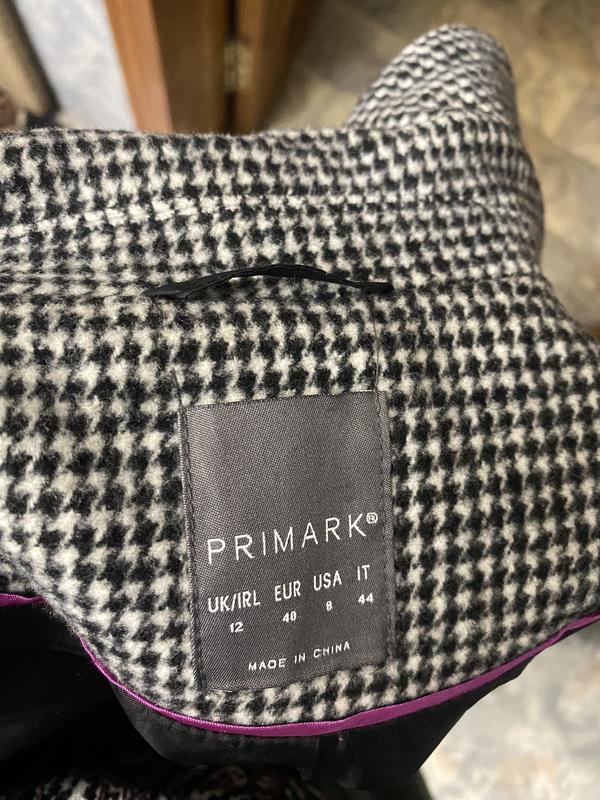 PRIMARK®
UK/IRL EUR USA IT
12 40 8 44
MADE IN CHINA